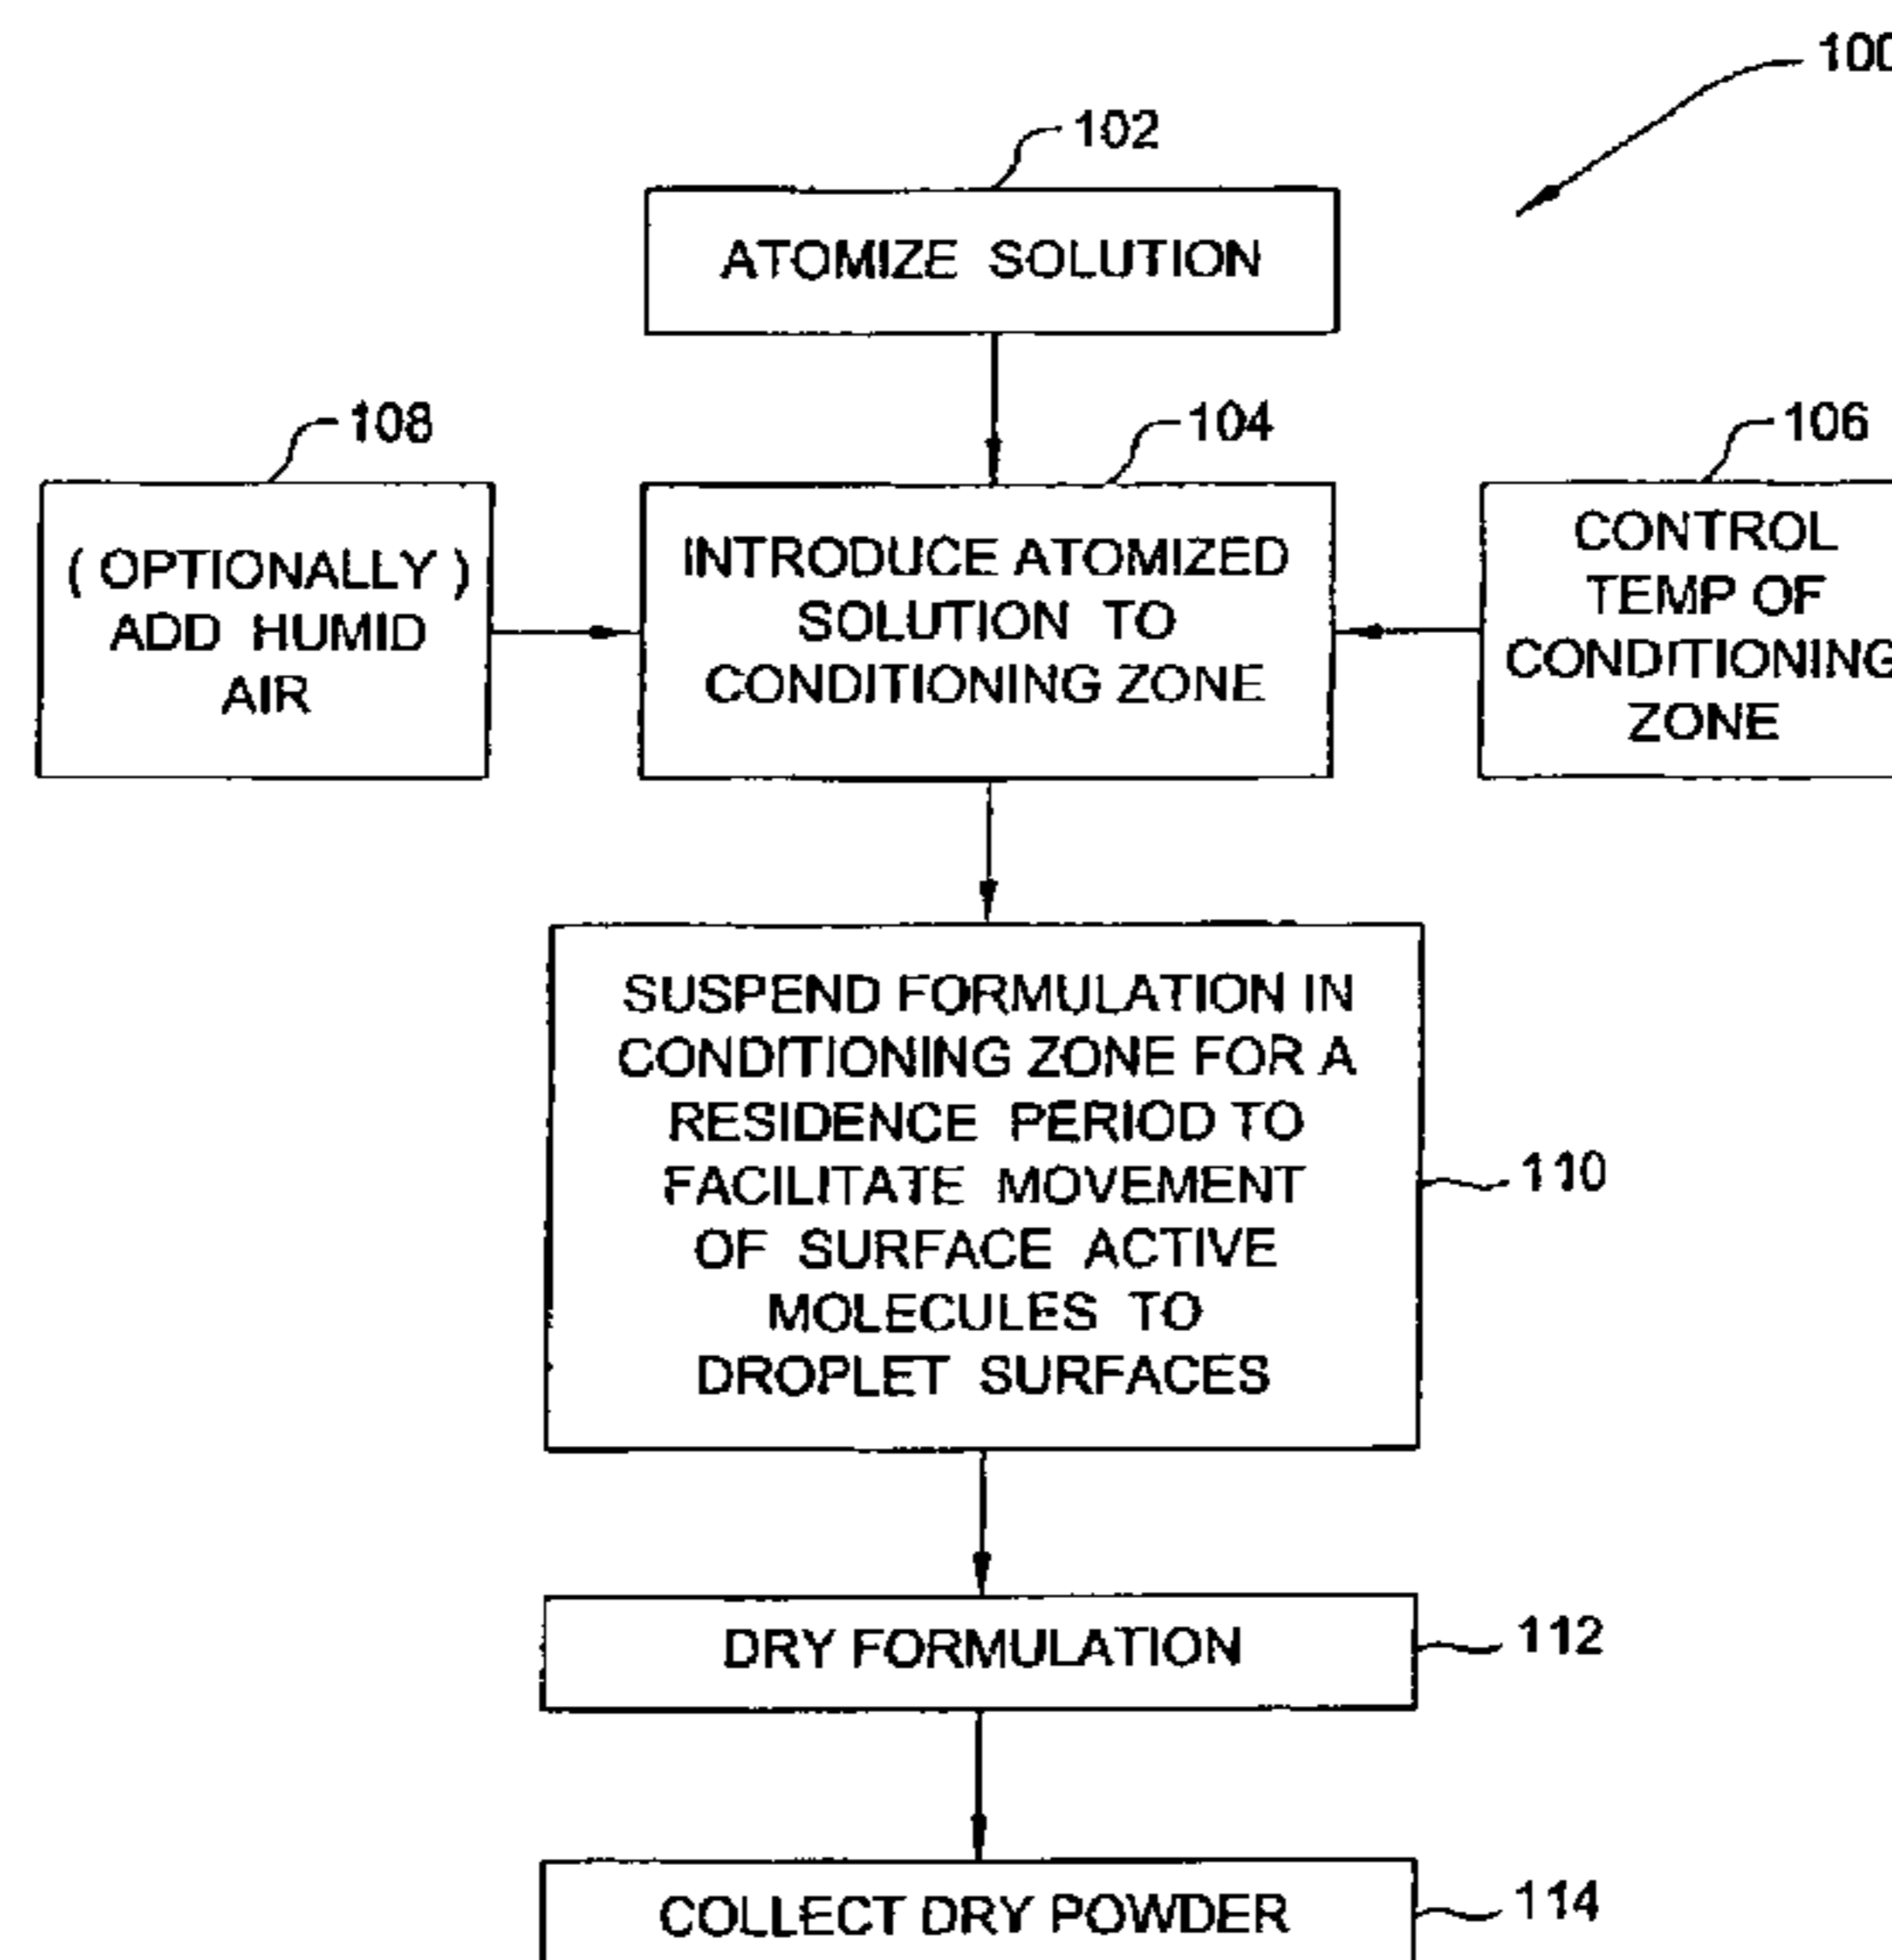 100
102
ATOMIZE SOLUTION
108
104
106
( OPTIONALLY )
ADD HUMID
AIR
INTRODUCE ATOMIZED
SOLUTION TO
CONDITIONING ZONE
CONTROL
TEMP OF
CONDITIONING
ZONE
SUSPEND FORMULATION IN
CONDITIONING ZONE FOR A
RESIDENCE PERIOD TO
FACILITATE MOVEMENT
OF SURFACE ACTIVE
MOLECULES TO
DROPLET SURFACES
110
DRY FORMULATION
112
COLLECT DRY POWDER
114